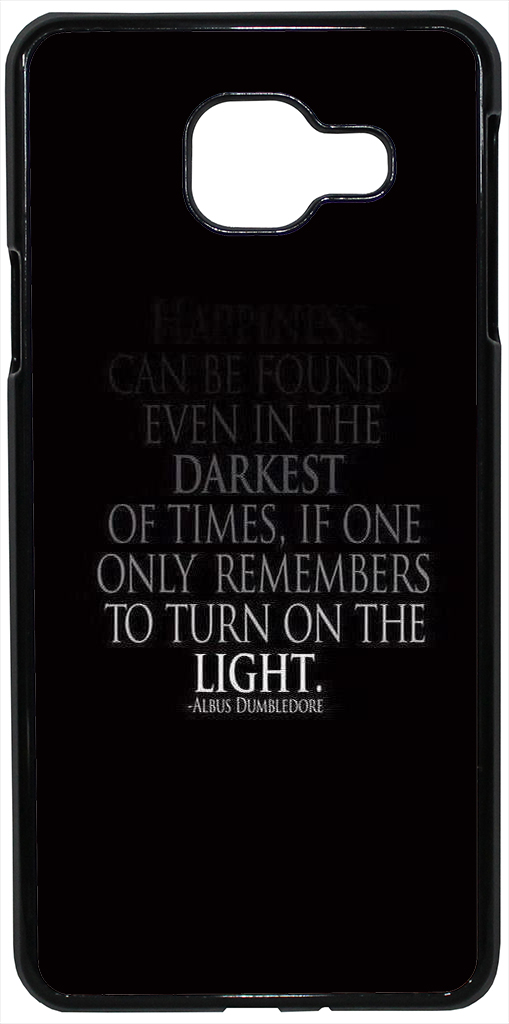 HAPPINESS
CAN BE FOUND
EVEN IN THE
DARKEST
OF TIMES, IF ONE
ONLY REMEMBERS
TO TURN ON THE
LIGHT.
-ALBUS DUMBLEDORE